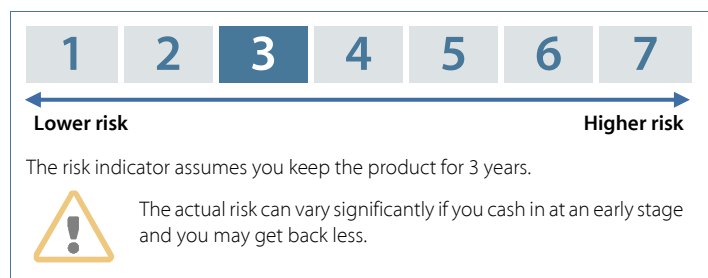 1 2 3 4 5 6 7
Lower risk Higher risk
The risk indicator assumes you keep the product for 3 years.
!
The actual risk can vary significantly if you cash in at an early stage
and you may get back less.